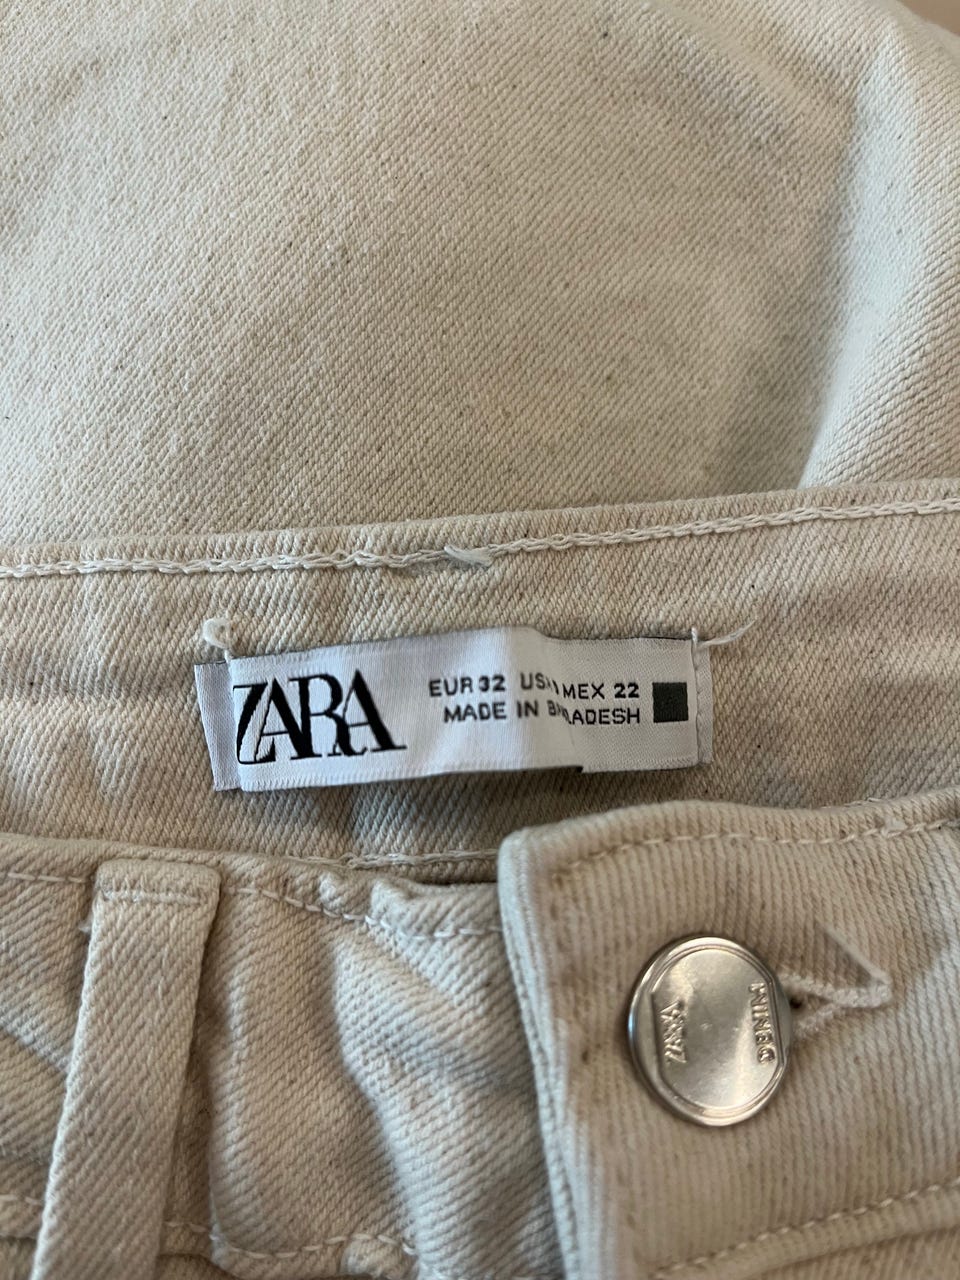 ZARA
EUR 32 MEX 22
MADE IN
ZARA
DENIM